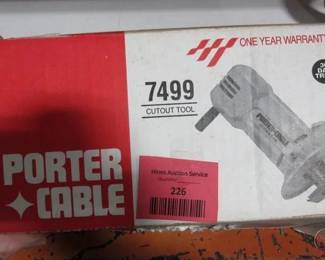 ONE YEAR WARRANTY
7499
CUTOUT TOOL
PORTER
CABLE
Hines Auction Service
226